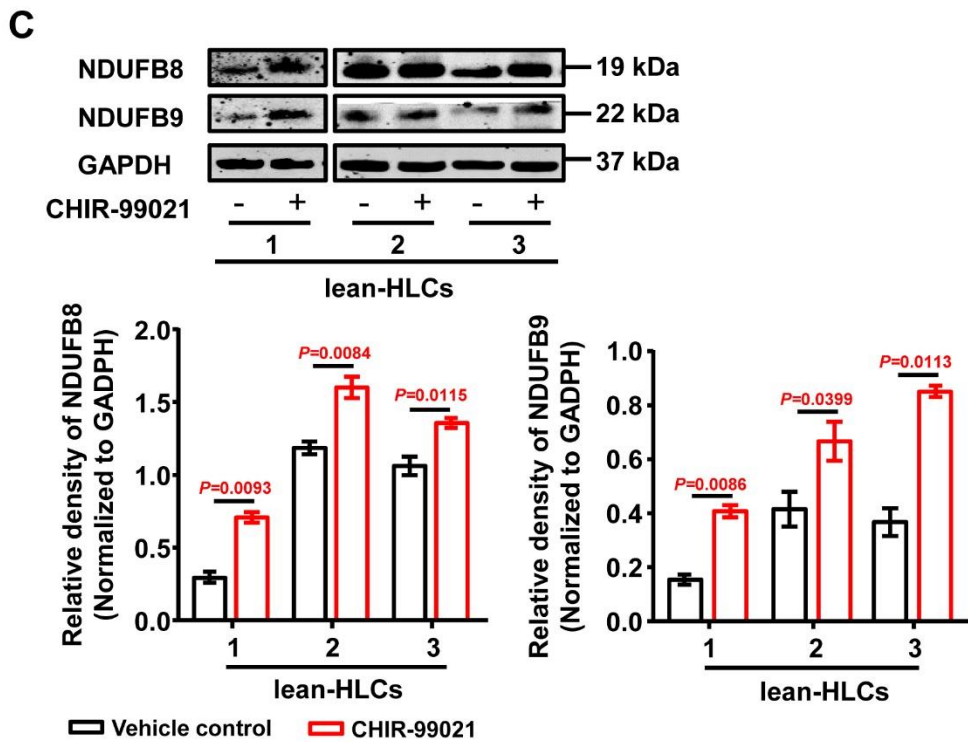 C
NDUFB8
19 kDa
NDUFB9
22 kDa
GAPDH
37 kDa
CHIR-99021 - + - + - +
1 2 3
lean-HLCs
Relative density of NDUFB8
(Normalized to GADPH)
2.0
1.5
1.0
0.5
0.0
P=0.0093
P=0.0084
P=0.0115
1 2 3
lean-HLCs
Relative density of NDUFB9
(Normalized to GADPH)
1.0
0.8
0.6
0.4
0.2
0.0
P=0.0086
P=0.0399
P=0.0113
1 2 3
lean-HLCs
Vehicle control CHIR-99021